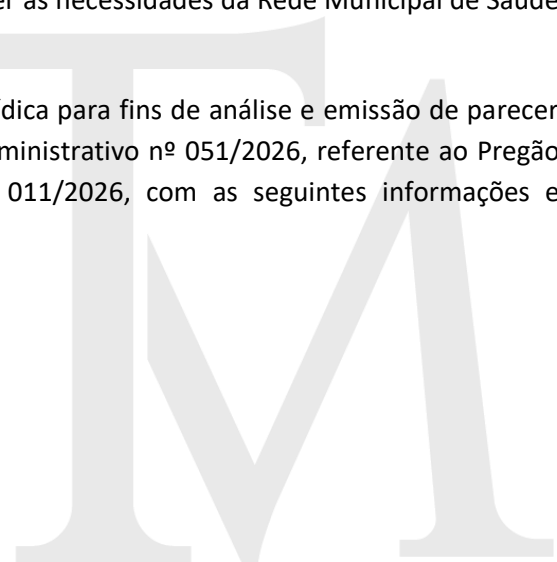 er as necessidades da Rede Municipal de Saúde
ídica para fins de análise e emissão de parecer
ministrativo nº 051/2026, referente ao Pregão
011/2026, com as seguintes informações e